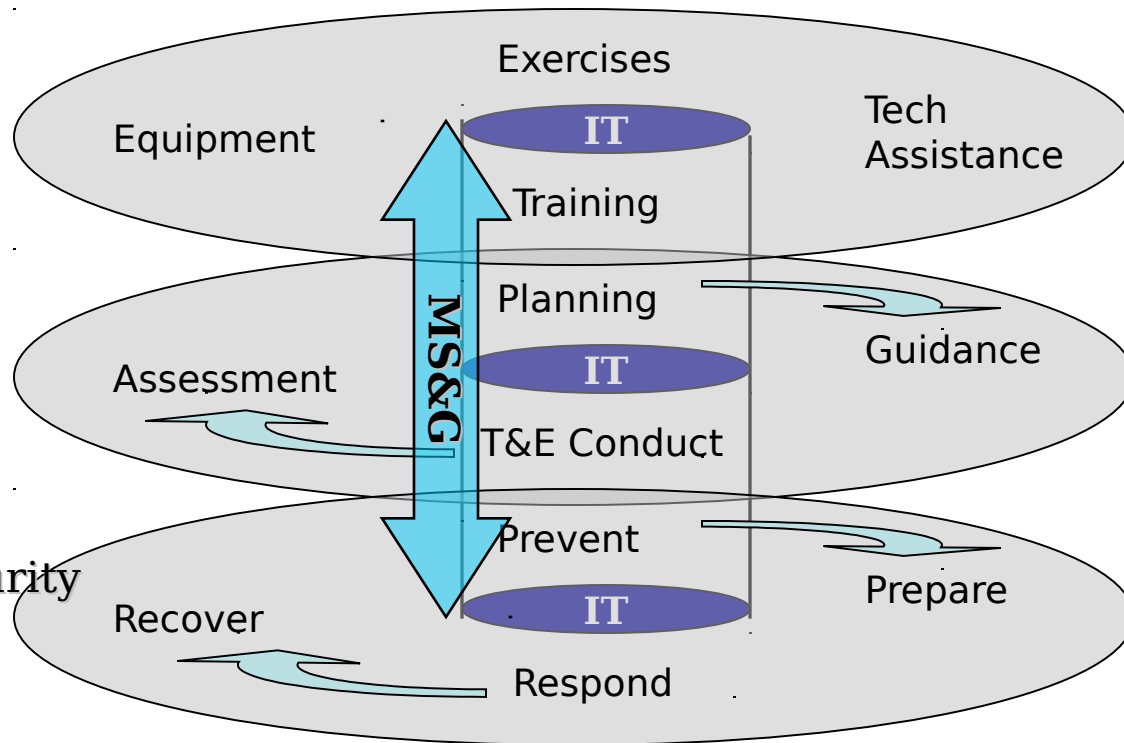 Exercises
Equipment
IT
Tech
Assistance
Training
Planning
Guidance
Assessment
IT
MS&G
T&E Conduct
Prevent
Prepare
Recover
IT
Respond